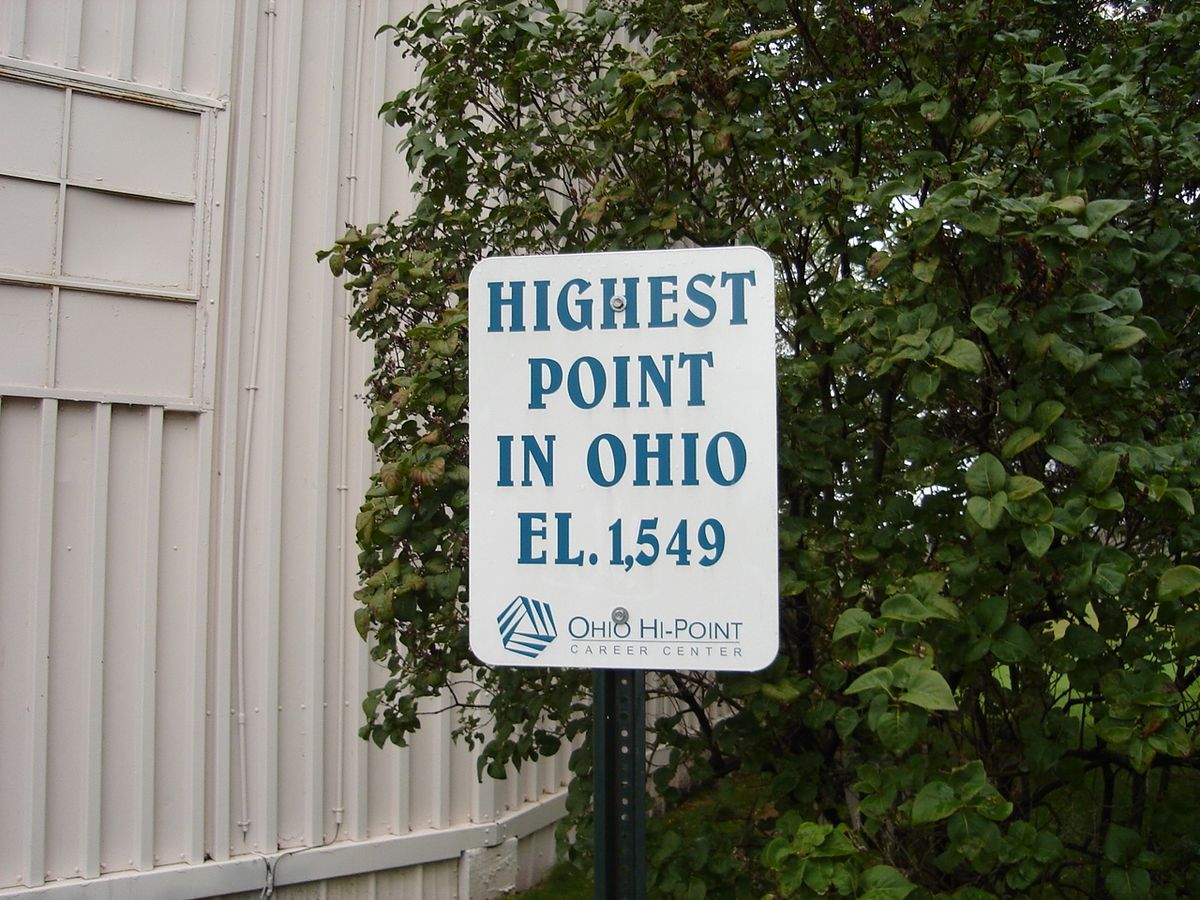 HIGHEST
POINT
IN OHIO
EL. 1,549
OHIO HI-POINT
CAREER CENTER